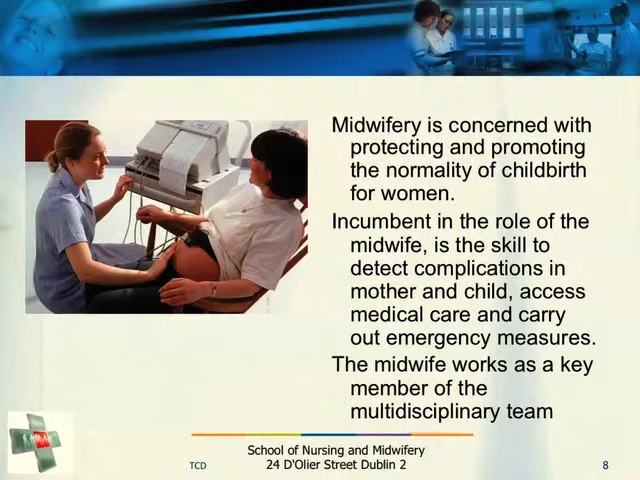 Midwifery is concerned with
protecting and promoting
the normality of childbirth
for women.
Incumbent in the role of the
midwife, is the skill to
detect complications in
mother and child, access
medical care and carry
out emergency measures.
The midwife works as a key
member of the
multidisciplinary team
School of Nursing and Midwifery
TCD
24 D'Olier Street Dublin 2
8